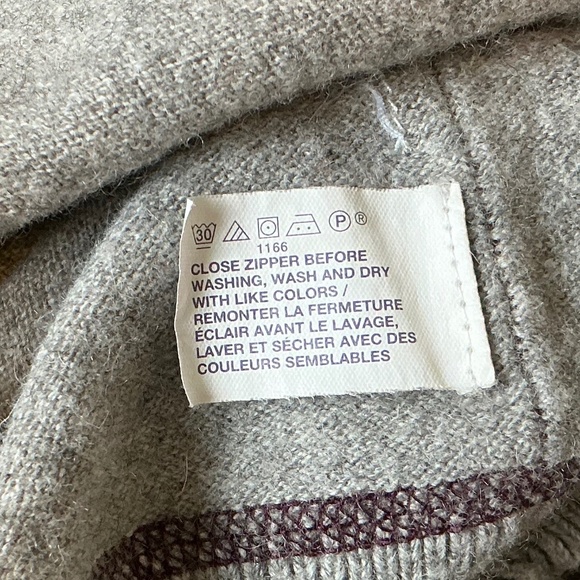 30 P ®
1166
CLOSE ZIPPER BEFORE
WASHING, WASH AND DRY
WITH LIKE COLORS /
REMONTER LA FERMETURE
ÉCLAIR AVANT LE LAVAGE,
LAVER ET SÉCHER AVEC DES
COULEURS SEMBLABLES